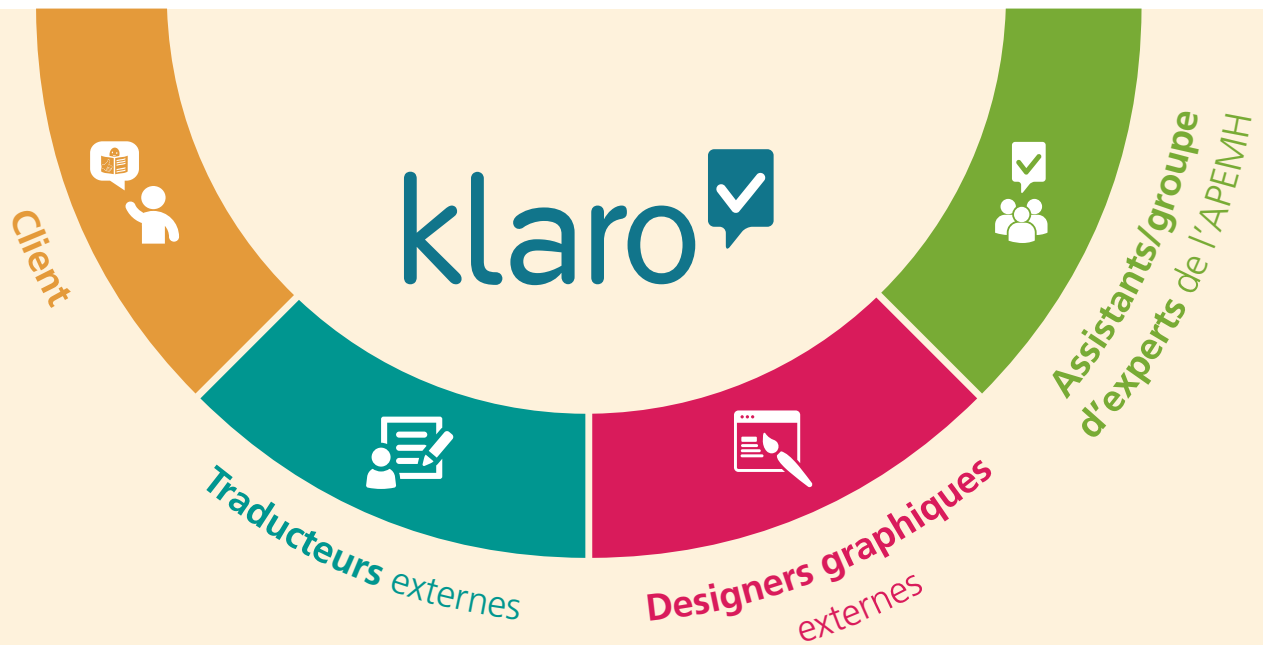 klaro
Client
Traducteurs externes
Designers graphiques
externes
Assistants/groupe
d'experts de l'APEMH